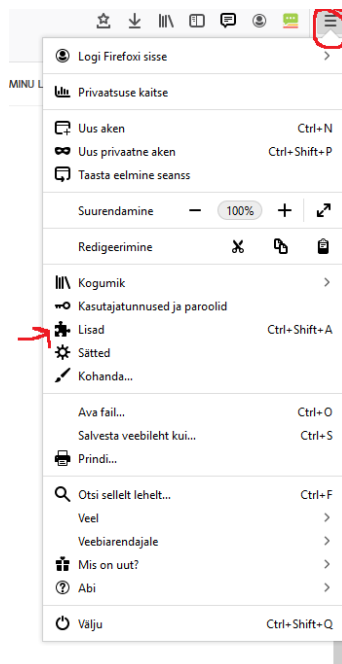 MINU L
Logi Firefoxi sisse
Privaatsuse kaitse
Uus aken Ctrl+N
Uus privaatne aken Ctrl+Shift+P
Taasta eelmine seanss
Suurendamine − 100% +
Redigeerimine
Kogumik
Kasutajatunnused ja paroolid
Lisad Ctrl+Shift+A
Sätted
Kohanda...
Ava fail... Ctrl+O
Salvesta veebileht kui... Ctrl+S
Prindi...
Otsi sellelt lehelt... Ctrl+F
Veel
Veebiarendajale
Mis on uut?
Abi
Välju Ctrl+Shift+Q